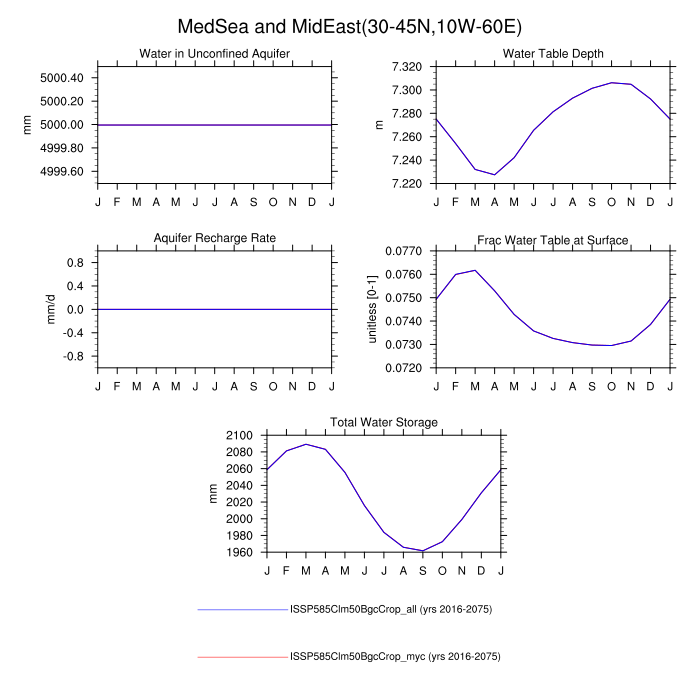 MedSea and MidEast(30-45N,10W-60E)
Water in Unconfined Aquifer
mm
5000.40
5000.20
5000.00
4999.80
4999.60
J F M A M J J A S O N D J
Water Table Depth
m
7.320
7.300
7.280
7.260
7.240
7.220
J F M A M J J A S O N D J
Aquifer Recharge Rate
mm/d
0.8
0.4
0.0
-0.4
-0.8
J F M A M J J A S O N D J
Frac Water Table at Surface
unitless [0-1]
0.0770
0.0760
0.0750
0.0740
0.0730
0.0720
J F M A M J J A S O N D J
Total Water Storage
mm
2100
2080
2060
2040
2020
2000
1980
1960
J F M A M J J A S O N D J
ISSP585Clm50BgcCrop_all (yrs 2016-2075)
ISSP585Clm50BgcCrop_myc (yrs 2016-2075)